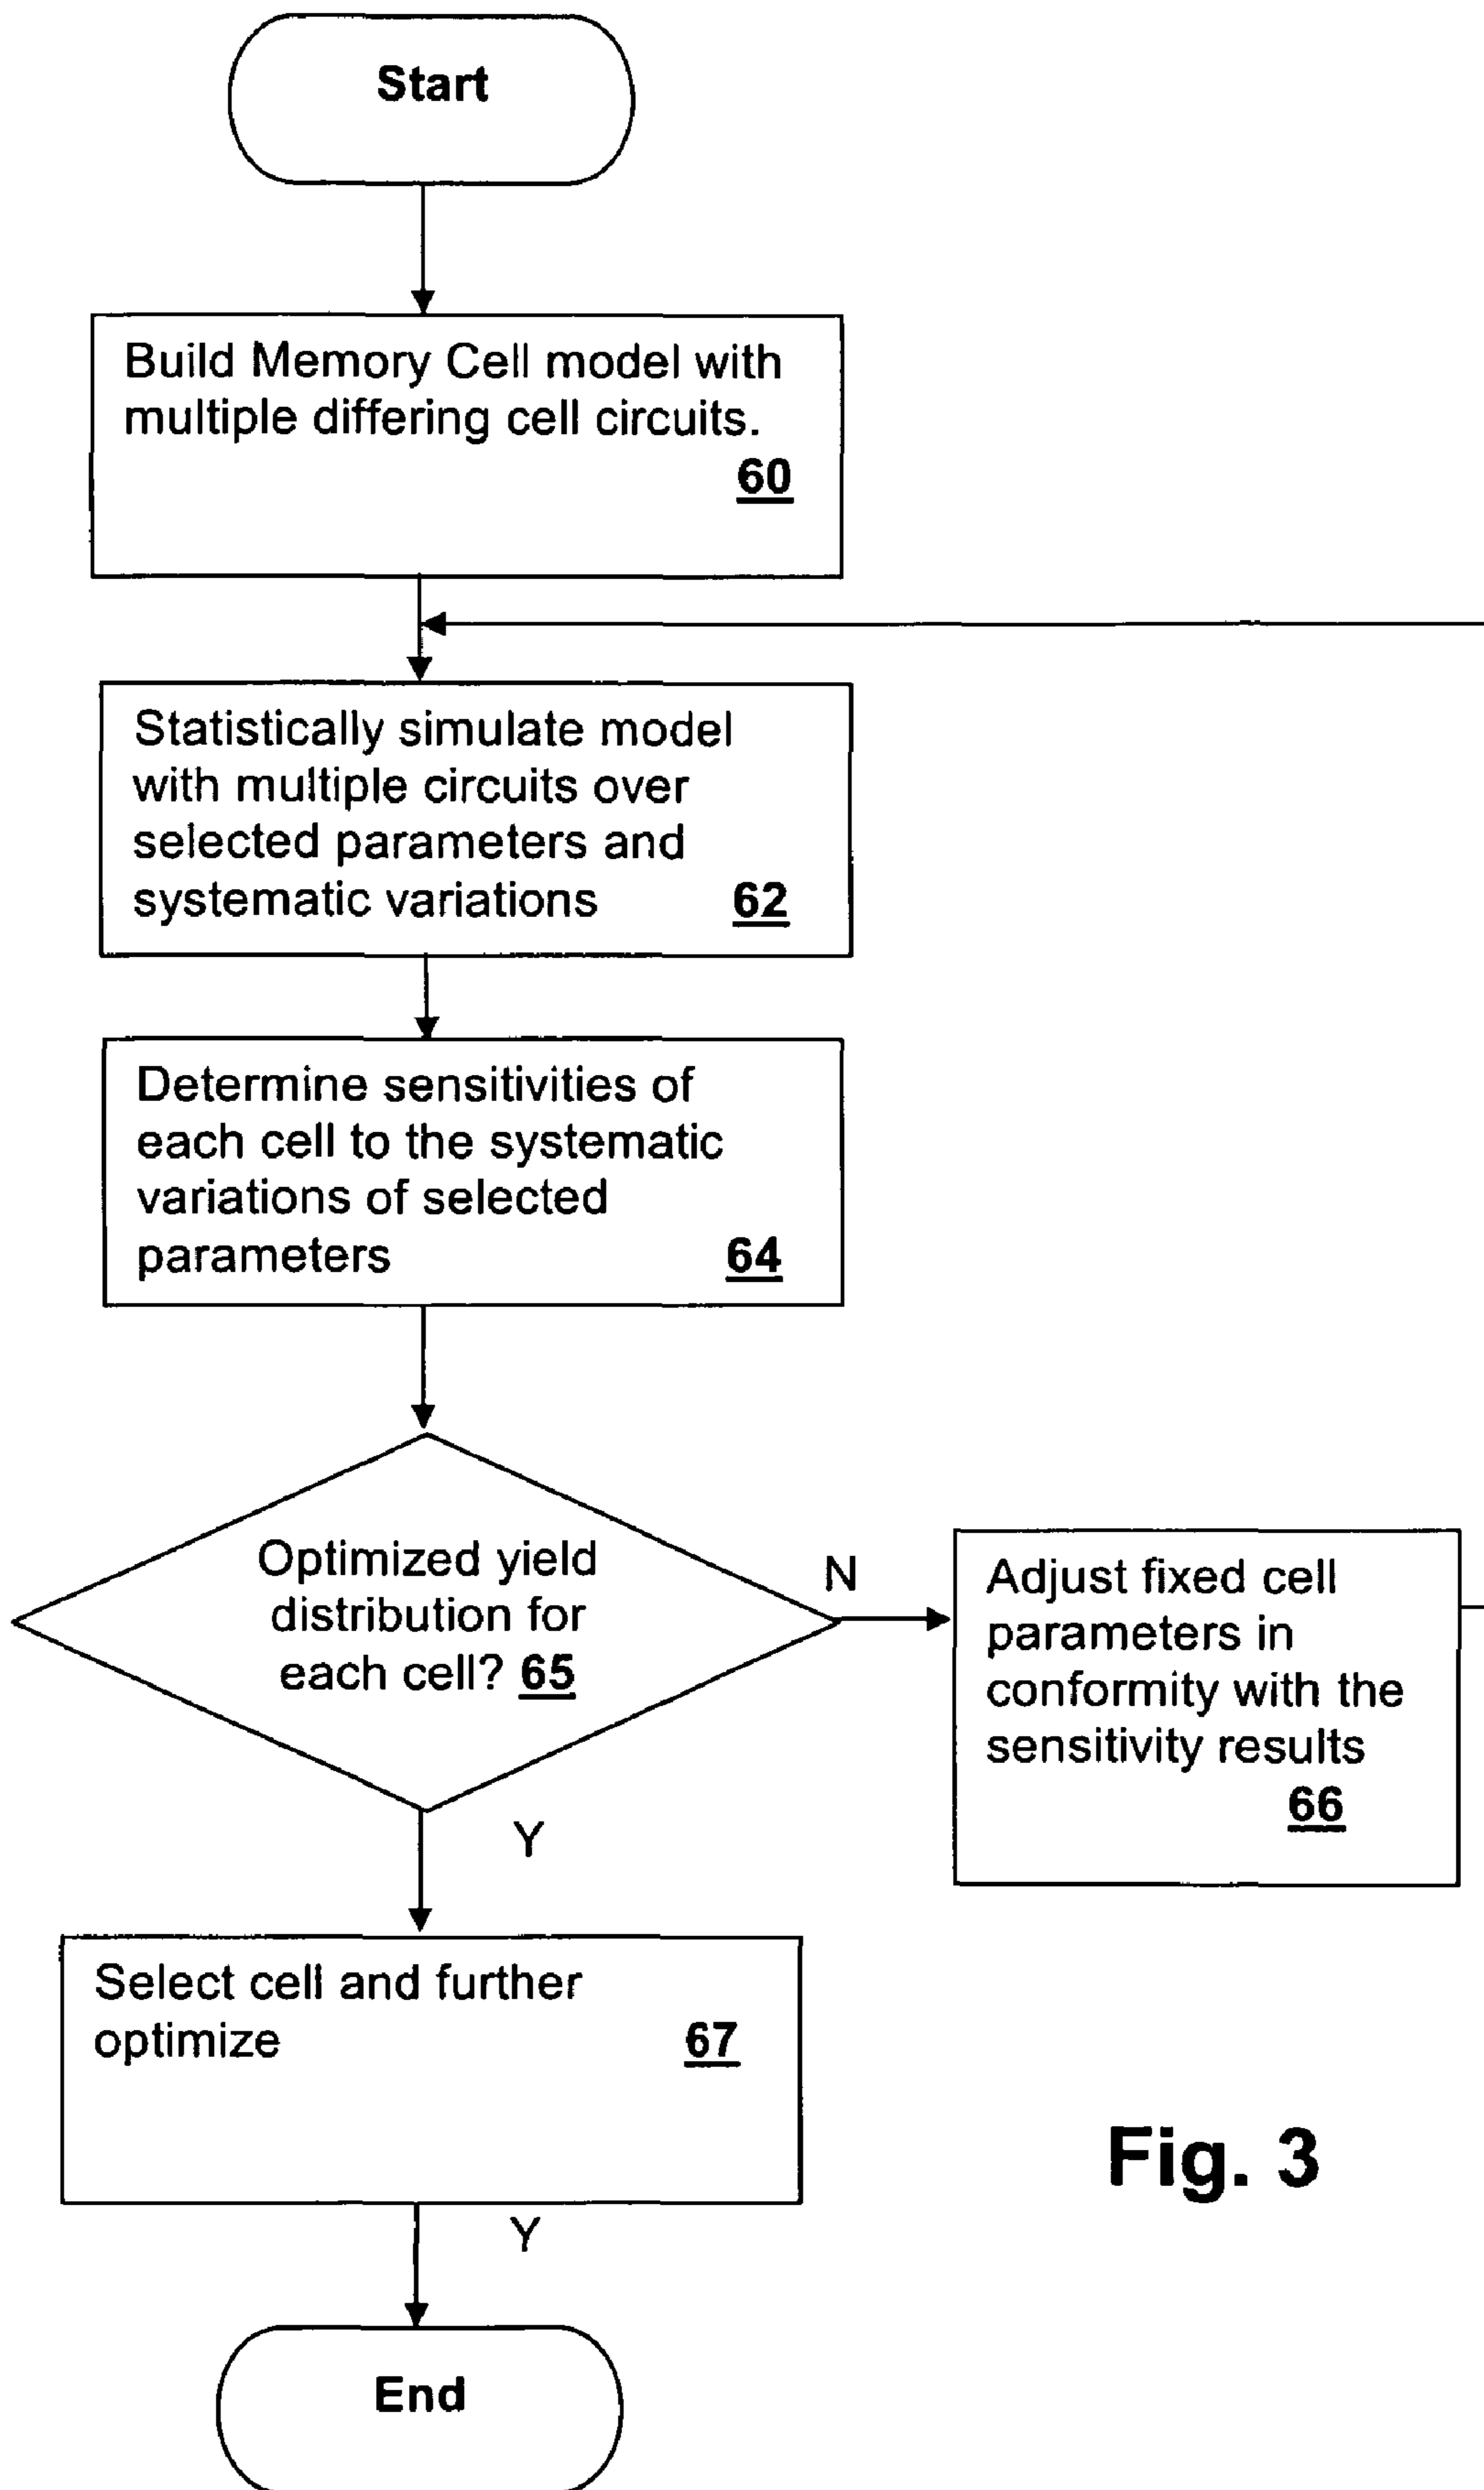 Start
Build Memory Cell model with
multiple differing cell circuits.
60
Statistically simulate model
with multiple circuits over
selected parameters and
systematic variations 62
Determine sensitivities of
each cell to the systematic
variations of selected
parameters 64
Optimized yield
distribution for
each cell? 65
N
Adjust fixed cell
parameters in
conformity with the
sensitivity results
66
Y
Select cell and further
optimize 67
Y
End
Fig. 3